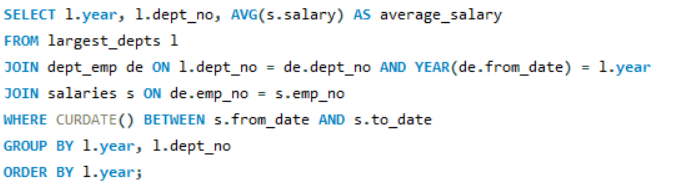 SELECT l.year, l.dept_no, AVG(s.salary) AS average_salary
FROM largest_depts l
JOIN dept_emp de ON l.dept_no = de.dept_no AND YEAR(de.from_date) = l.year
JOIN salaries s ON de.emp_no = s.emp_no
WHERE CURDATE() BETWEEN s.from_date AND s.to_date
GROUP BY l.year, l.dept_no
ORDER BY l.year;